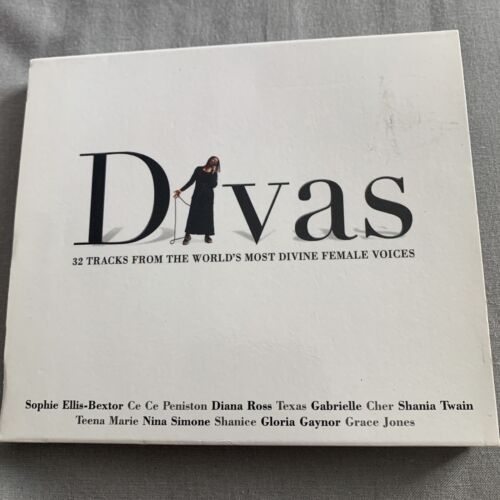 Divas
32 TRACKS FROM THE WORLD'S MOST DIVINE FEMALE VOICES
Sophie Ellis-Bextor Ce Ce Peniston Diana Ross Texas Gabrielle Cher Shania Twain
Teena Marie Nina Simone Shanice Gloria Gaynor Grace Jones